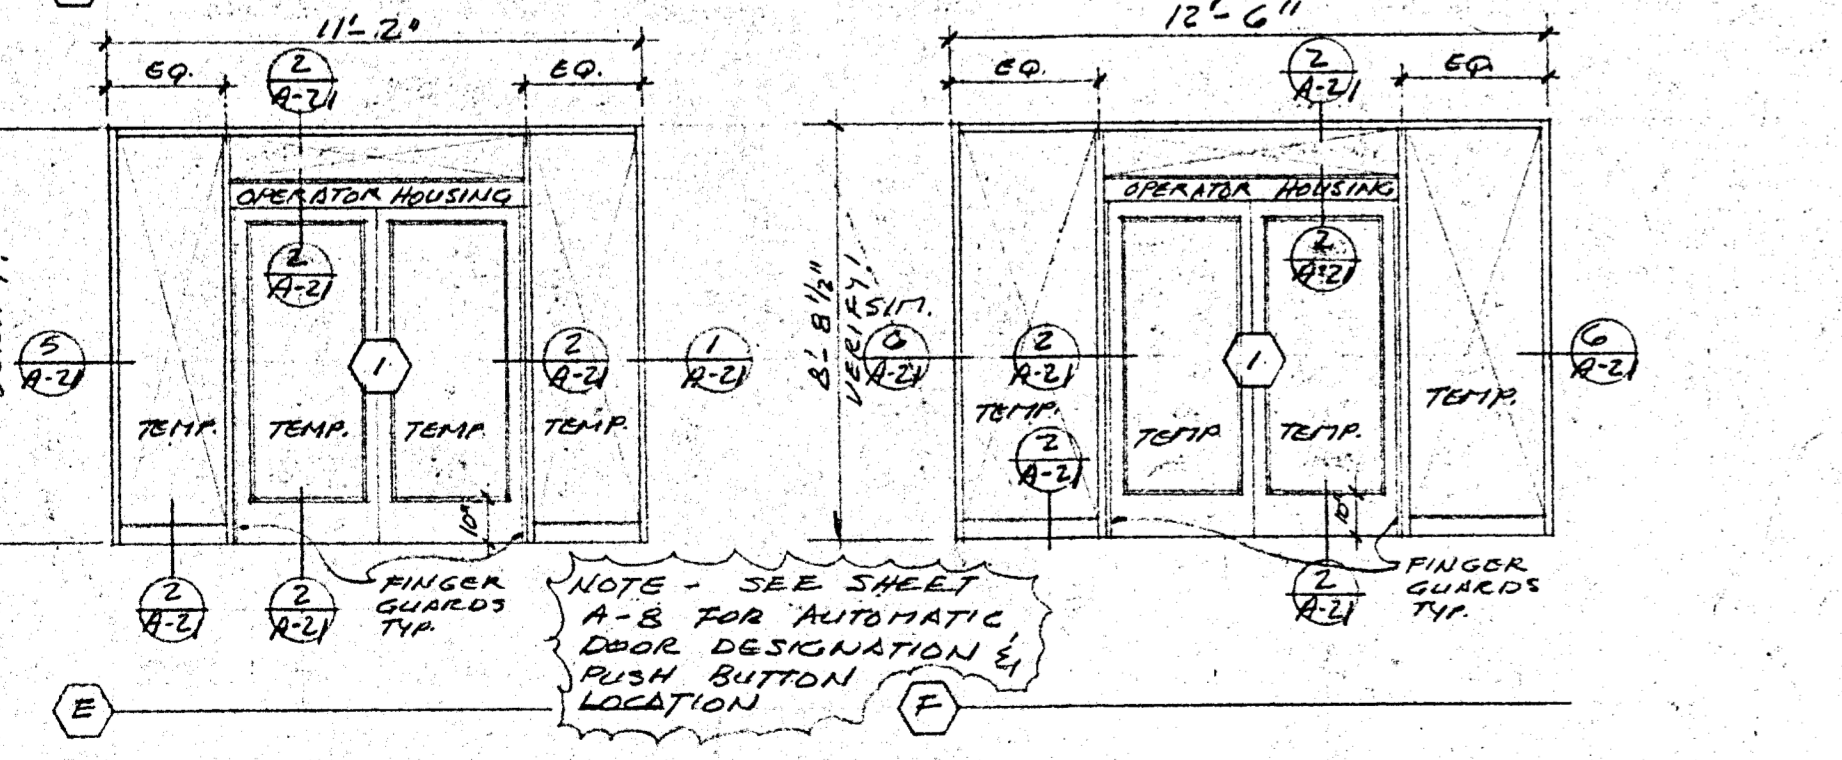 11'-2"
EQ.
2
A-21
EQ.
OPERATOR HOUSING
2
A-21
5
A-21
1
2
A-21
1
A-21
TEMP.
TEMP.
TEMP.
TEMP.
10"
2
A-21
2
A-21
FINGER
GUARDS
TYP.
E
NOTE - SEE SHEET
A-8 FOR AUTOMATIC
DOOR DESIGNATION &
PUSH BUTTON
LOCATION
12'-6"
EQ.
2
A-21
EQ.
OPERATOR HOUSING
2
A-21
8'-8 1/2"
VERIFY!
SIM.
6
A-21
2
A-21
1
6
A-21
TEMP.
TEMP
TEMP.
TEMP.
2
A-21
10"
2
A-21
FINGER
GUARDS
TYP.
F